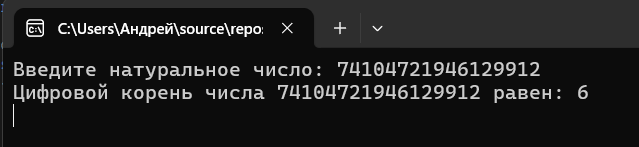 C:\Users\Андрей\source\repo
Введите натуральное число: 74104721946129912
Цифровой корень числа 74104721946129912 равен: 6